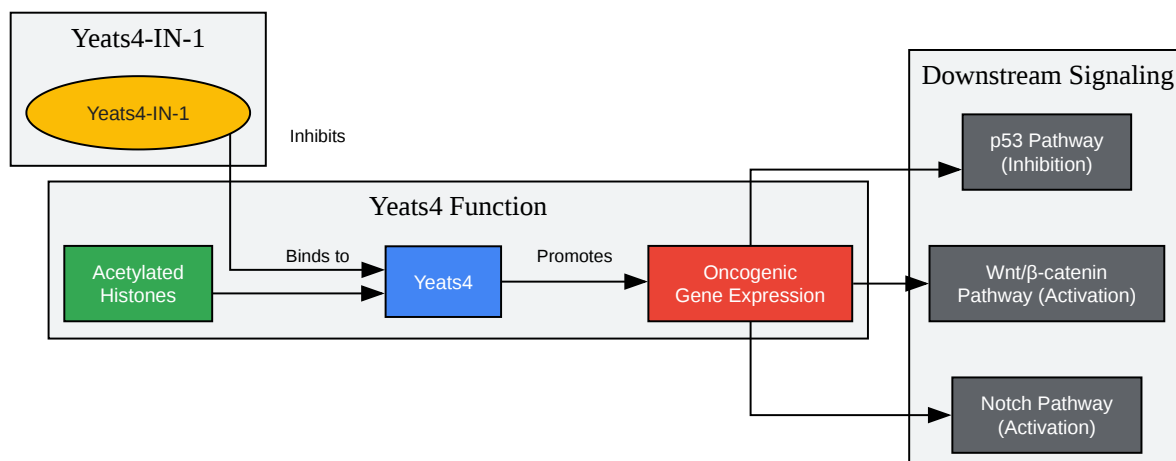 Yeats4-IN-1
Yeats4-IN-1
Inhibits
Downstream Signaling
p53 Pathway
(Inhibition)
Yeats4 Function
Acetylated
Histones
Binds to
Yeats4
Promotes
Oncogenic
Gene Expression
Wnt/β-catenin
Pathway (Activation)
Notch Pathway
(Activation)